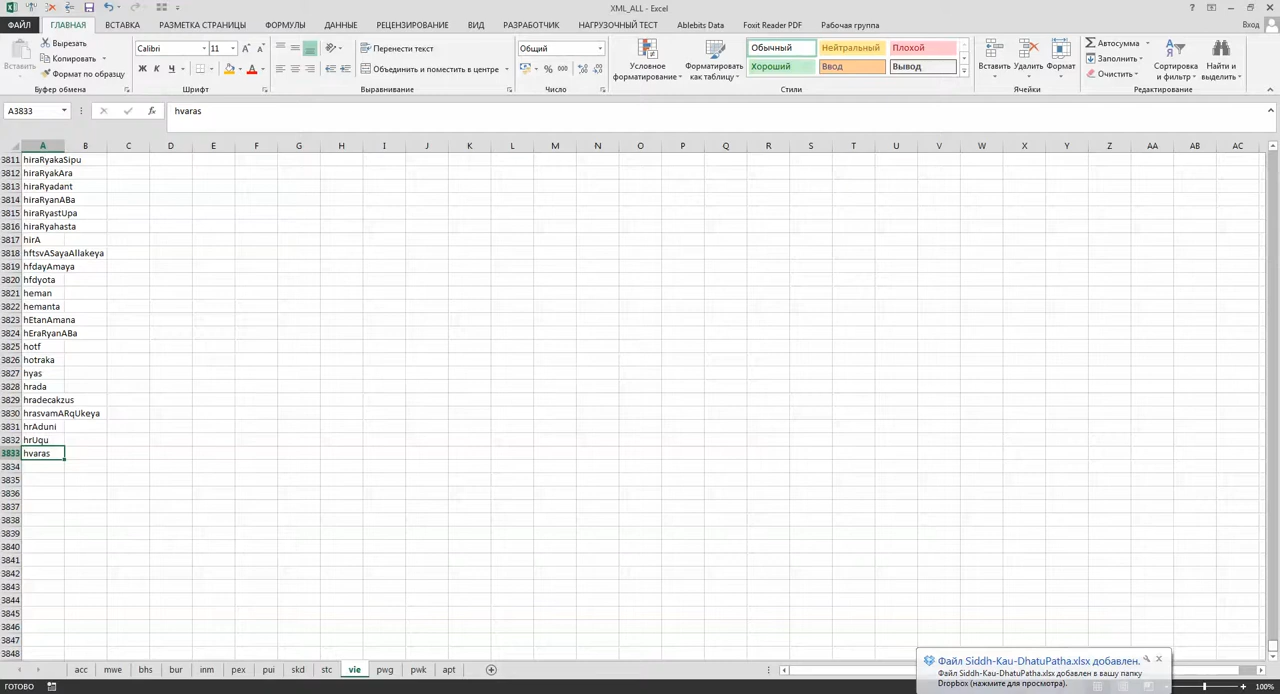 XML_ALL - Excel
Вход
ФАЙЛ ГЛАВНАЯ ВСТАВКА РАЗМЕТКА СТРАНИЦЫ ФОРМУЛЫ ДАННЫЕ РЕЦЕНЗИРОВАНИЕ ВИД РАЗРАБОТЧИК НАГРУЗОЧНЫЙ ТЕСТ Ablebits Data Foxit Reader PDF Рабочая группа
Вставить
Вырезать
Копировать
Формат по образцу
Буфер обмена
Calibri 11
Ж К Ч
Шрифт
Перенести текст
Объединить и поместить в центре
Выравнивание
Общий
% 000
Число
Условное форматирование
Форматировать как таблицу
Обычный Нейтральный Плохой
Хороший Ввод Вывод
Стили
Вставить Удалить Формат
Ячейки
Автосумма
Заполнить
Очистить
Сортировка и фильтр
Найти и выделить
Редактирование
A3833 fx hvaras
A B C D E F G H I J K L M N O P Q R S T U V W X Y Z AA AB AC
3811 hiraRyakaSipu
3812 hiraRyakAra
3813 hiraRyadant
3814 hiraRyanABa
3815 hiraRyastUpa
3816 hiraRyahasta
3817 hirA
3818 hftsvASayaAllakeya
3819 hfdayAmaya
3820 hfdyota
3821 heman
3822 hemanta
3823 hEtanAmana
3824 hEraRyanABa
3825 hotf
3826 hotraka
3827 hyas
3828 hrada
3829 hradecakzus
3830 hrasvamARqUkeya
3831 hrAduni
3832 hrUqu
3833 hvaras
3834
3835
3836
3837
3838
3839
3840
3841
3842
3843
3844
3845
3846
3847
3848
acc mwe bhs bur inm pex pui skd stc vie pwg pwk apt
Файл Siddh-Kau-DhatuPatha.xlsx добавлен.
Файл Siddh-Kau-DhatuPatha.xlsx добавлен в вашу папку
Dropbox (нажмите для просмотра).
ГОТОВО
100%